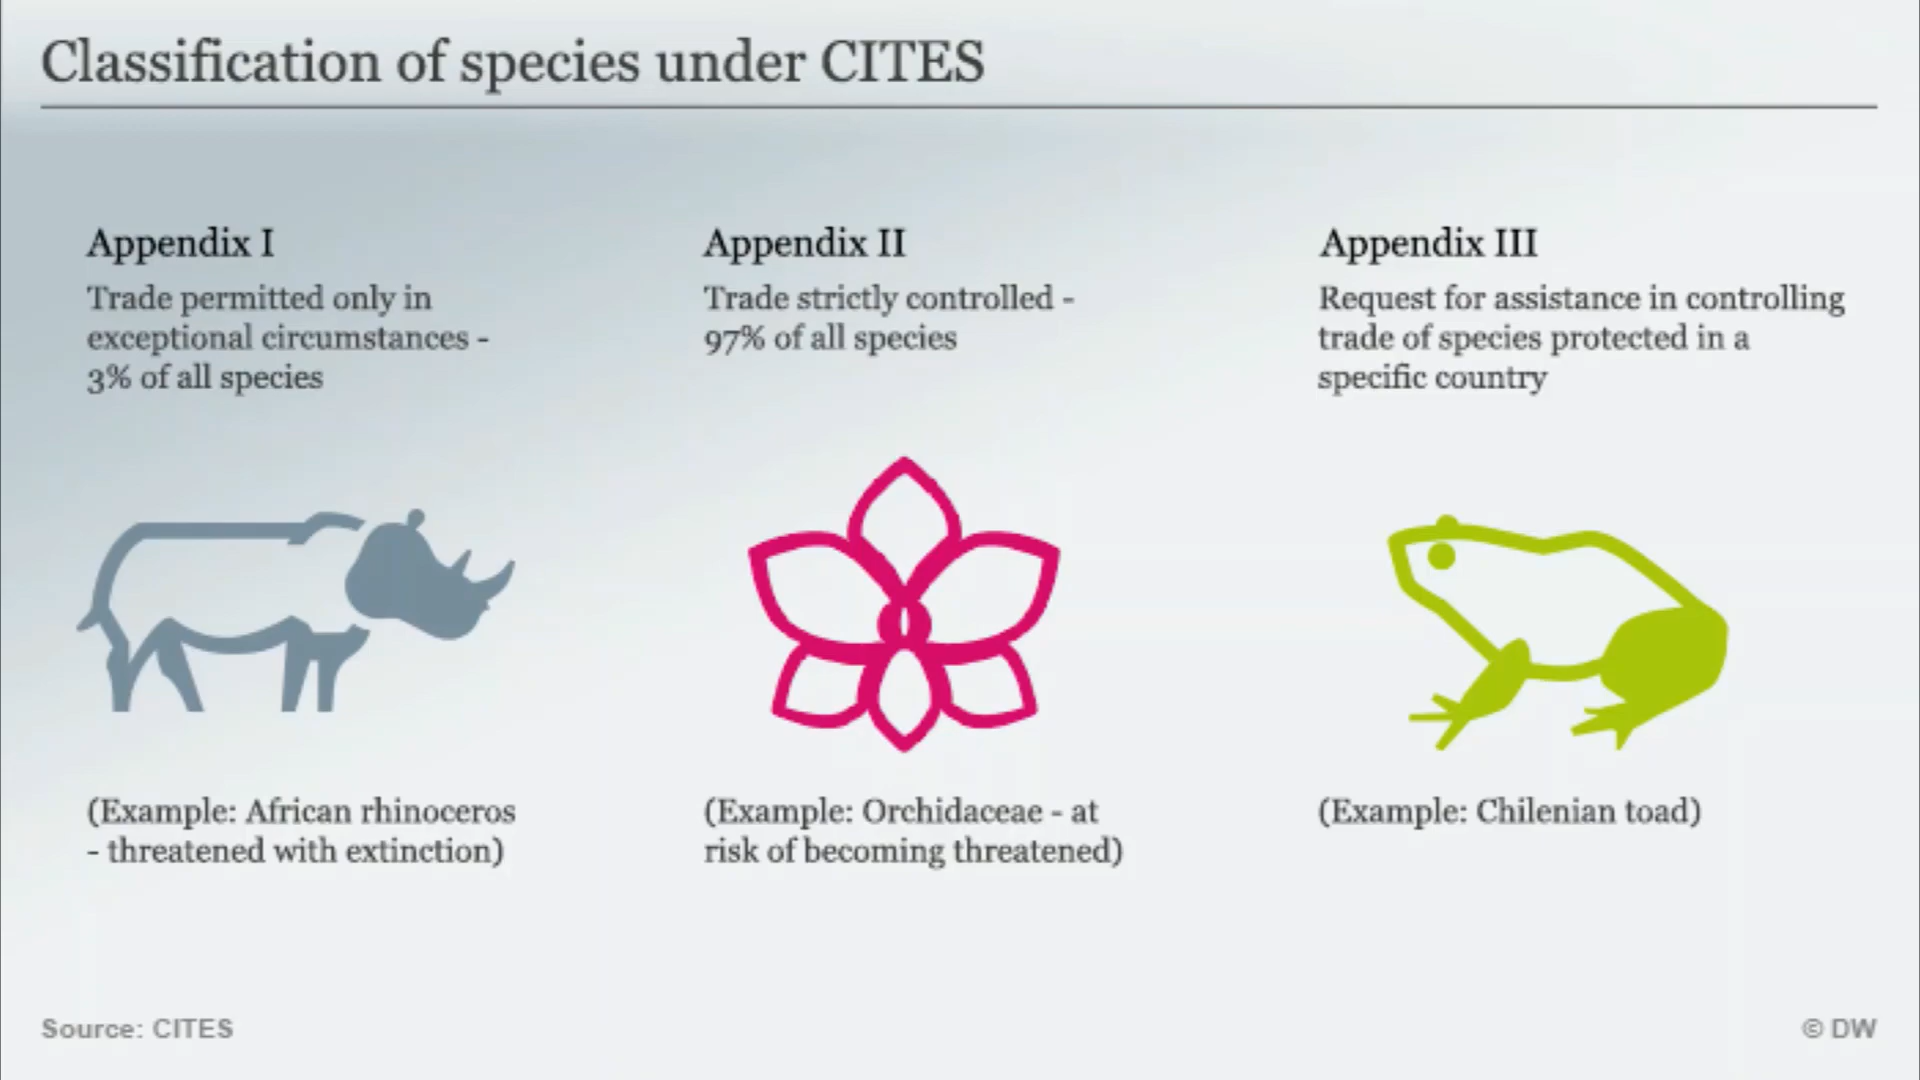 Classification of species under CITES
Appendix I
Trade permitted only in
exceptional circumstances -
3% of all species
(Example: African rhinoceros
- threatened with extinction)
Appendix II
Trade strictly controlled -
97% of all species
(Example: Orchidaceae - at
risk of becoming threatened)
Appendix III
Request for assistance in controlling
trade of species protected in a
specific country
(Example: Chilenian toad)
Source: CITES
© DW